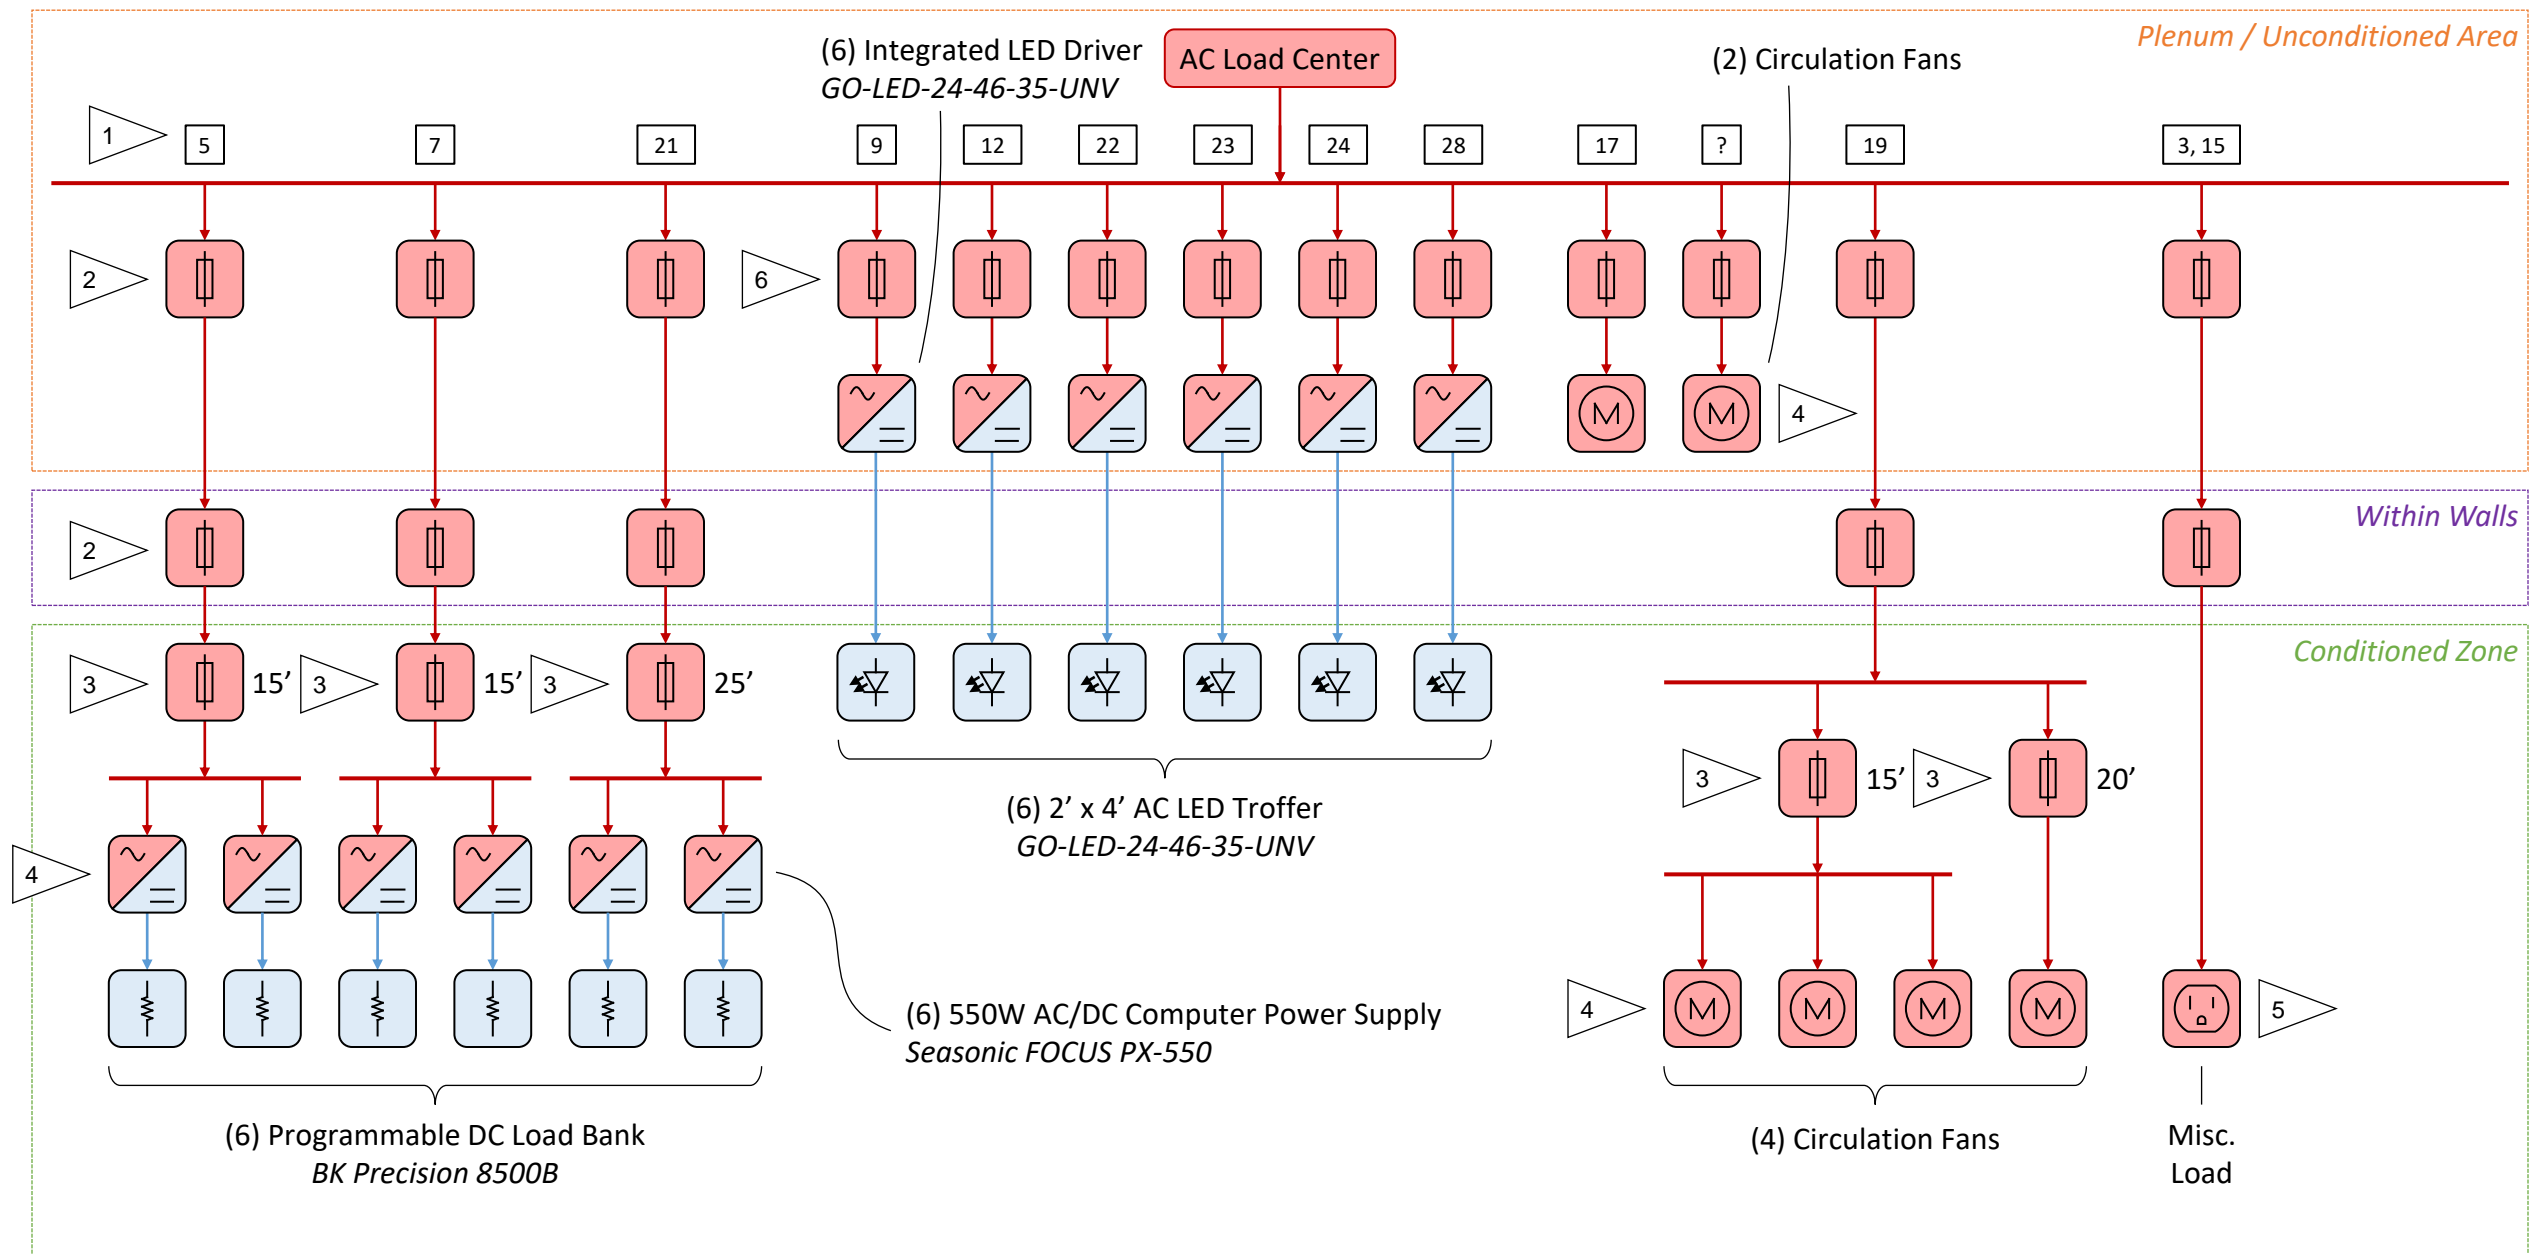 Plenum / Unconditioned Area
(6) Integrated LED Driver
GO-LED-24-46-35-UNV
AC Load Center
(2) Circulation Fans
1
5
7
21
9
12
22
23
24
28
17
?
19
3, 15
2
6
M
M
4
Within Walls
2
Conditioned Zone
3
15’
3
15’
3
25’
3
15’
3
20’
(6) 2’ x 4’ AC LED Troffer
GO-LED-24-46-35-UNV
4
4
M
M
M
M
5
(6) 550W AC/DC Computer Power Supply
Seasonic FOCUS PX-550
(6) Programmable DC Load Bank
BK Precision 8500B
(4) Circulation Fans
Misc.
Load